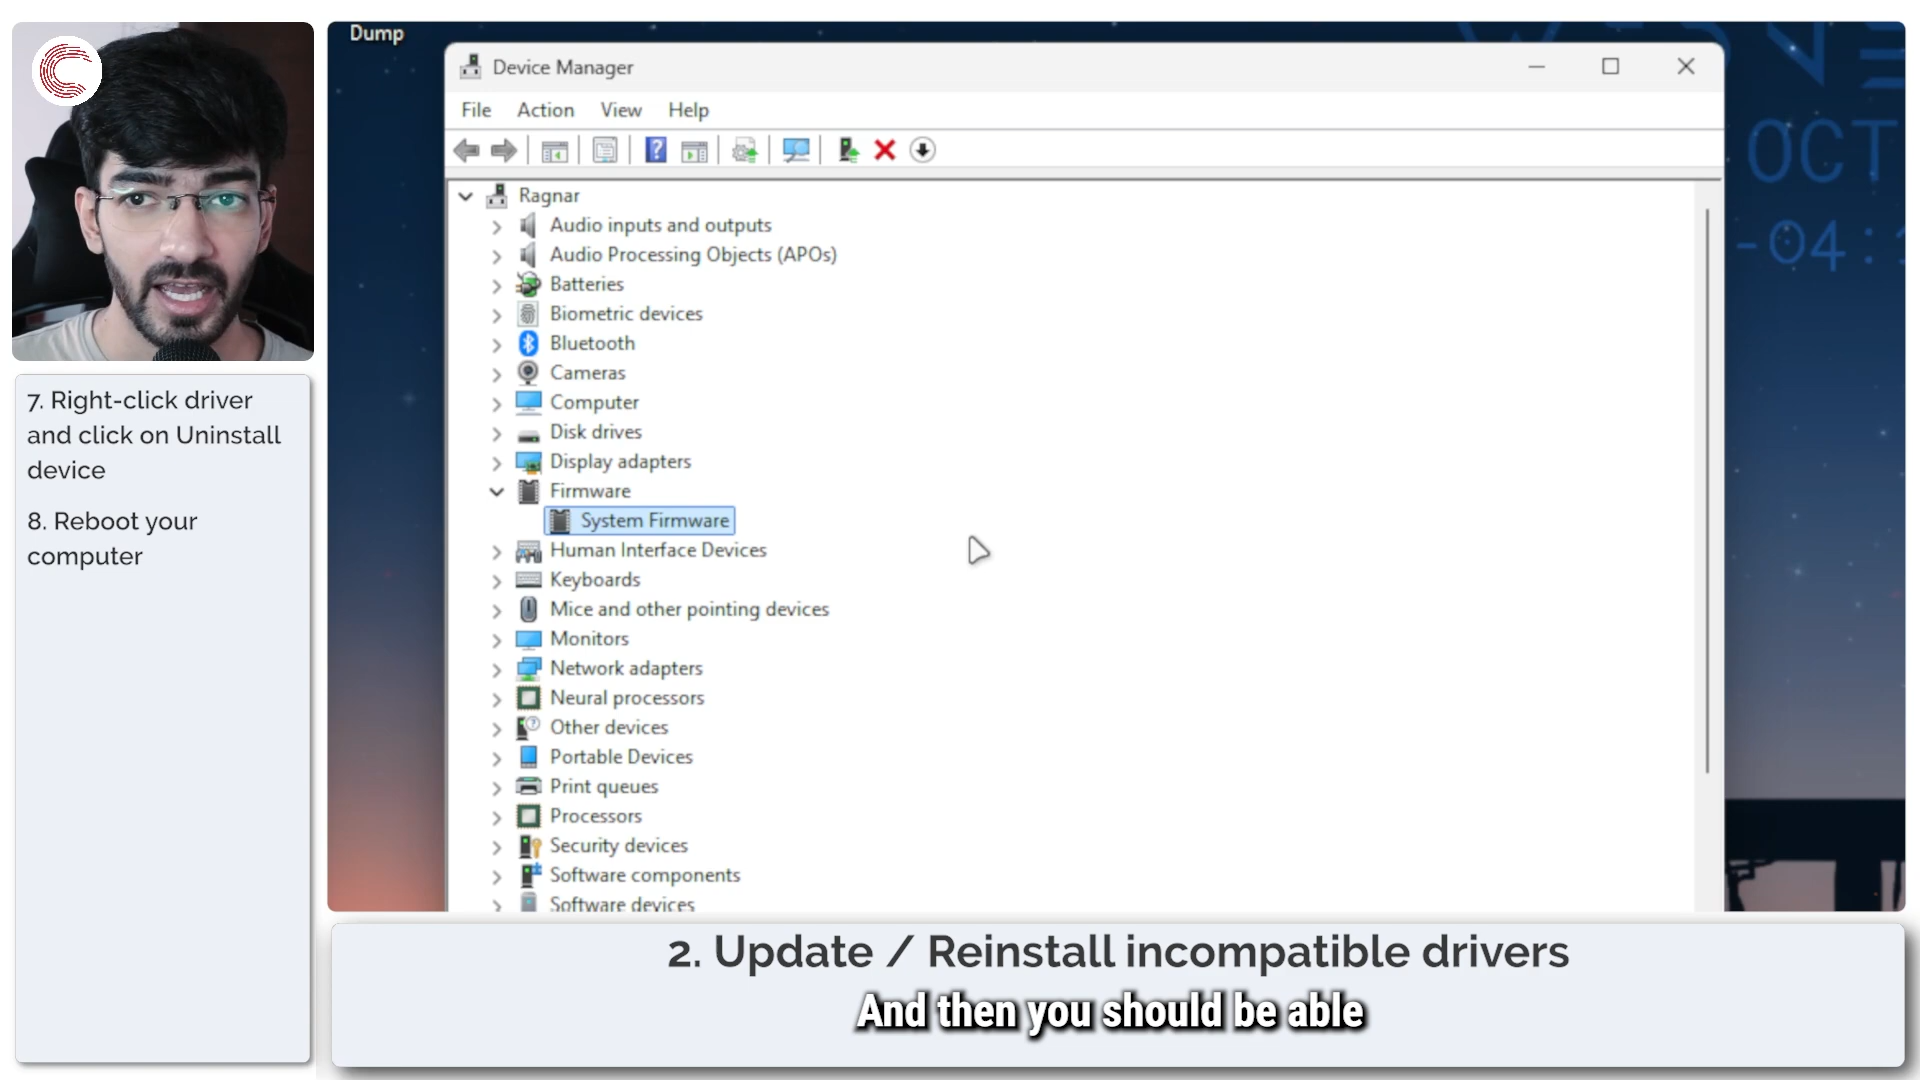 Dump
Device Manager
File Action View Help
Ragnar
Audio inputs and outputs
Audio Processing Objects (APOs)
Batteries
Biometric devices
Bluetooth
Cameras
Computer
Disk drives
Display adapters
Firmware
System Firmware
Human Interface Devices
Keyboards
Mice and other pointing devices
Monitors
Network adapters
Neural processors
Other devices
Portable Devices
Print queues
Processors
Security devices
Software components
Software devices
OCT
-04:
7. Right-click driver
and click on Uninstall
device
8. Reboot your
computer
2. Update / Reinstall incompatible drivers
And then you should be able